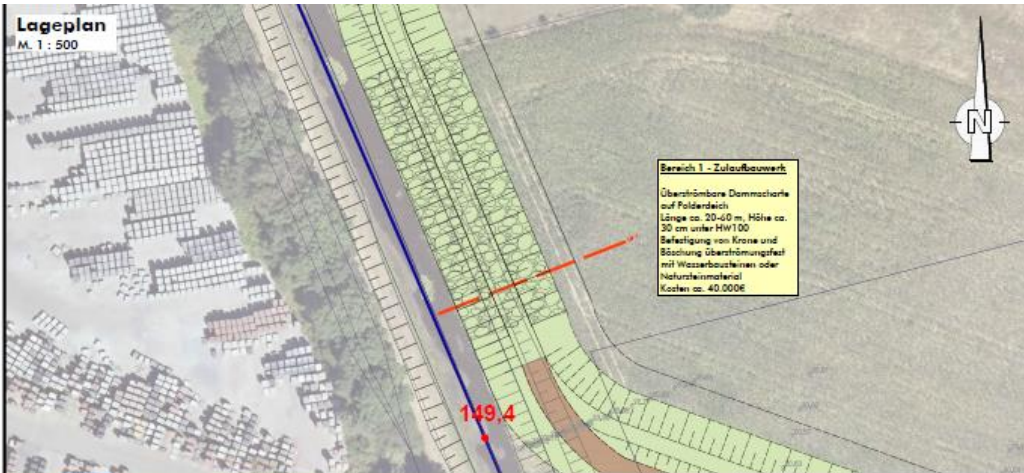 Lageplan
M. 1 : 500
N
Bereich 1 - Zulaufbauwerk
Überströmbare Dammscharte
auf Polderdeich
Länge ca. 20-60 m, Höhe ca.
30 cm unter HW100
Befestigung von Krone und
Böschung überströmungsfest
mit Wasserbausteinen oder
Natursteinmaterial
Kosten ca. 40.000€
149,4